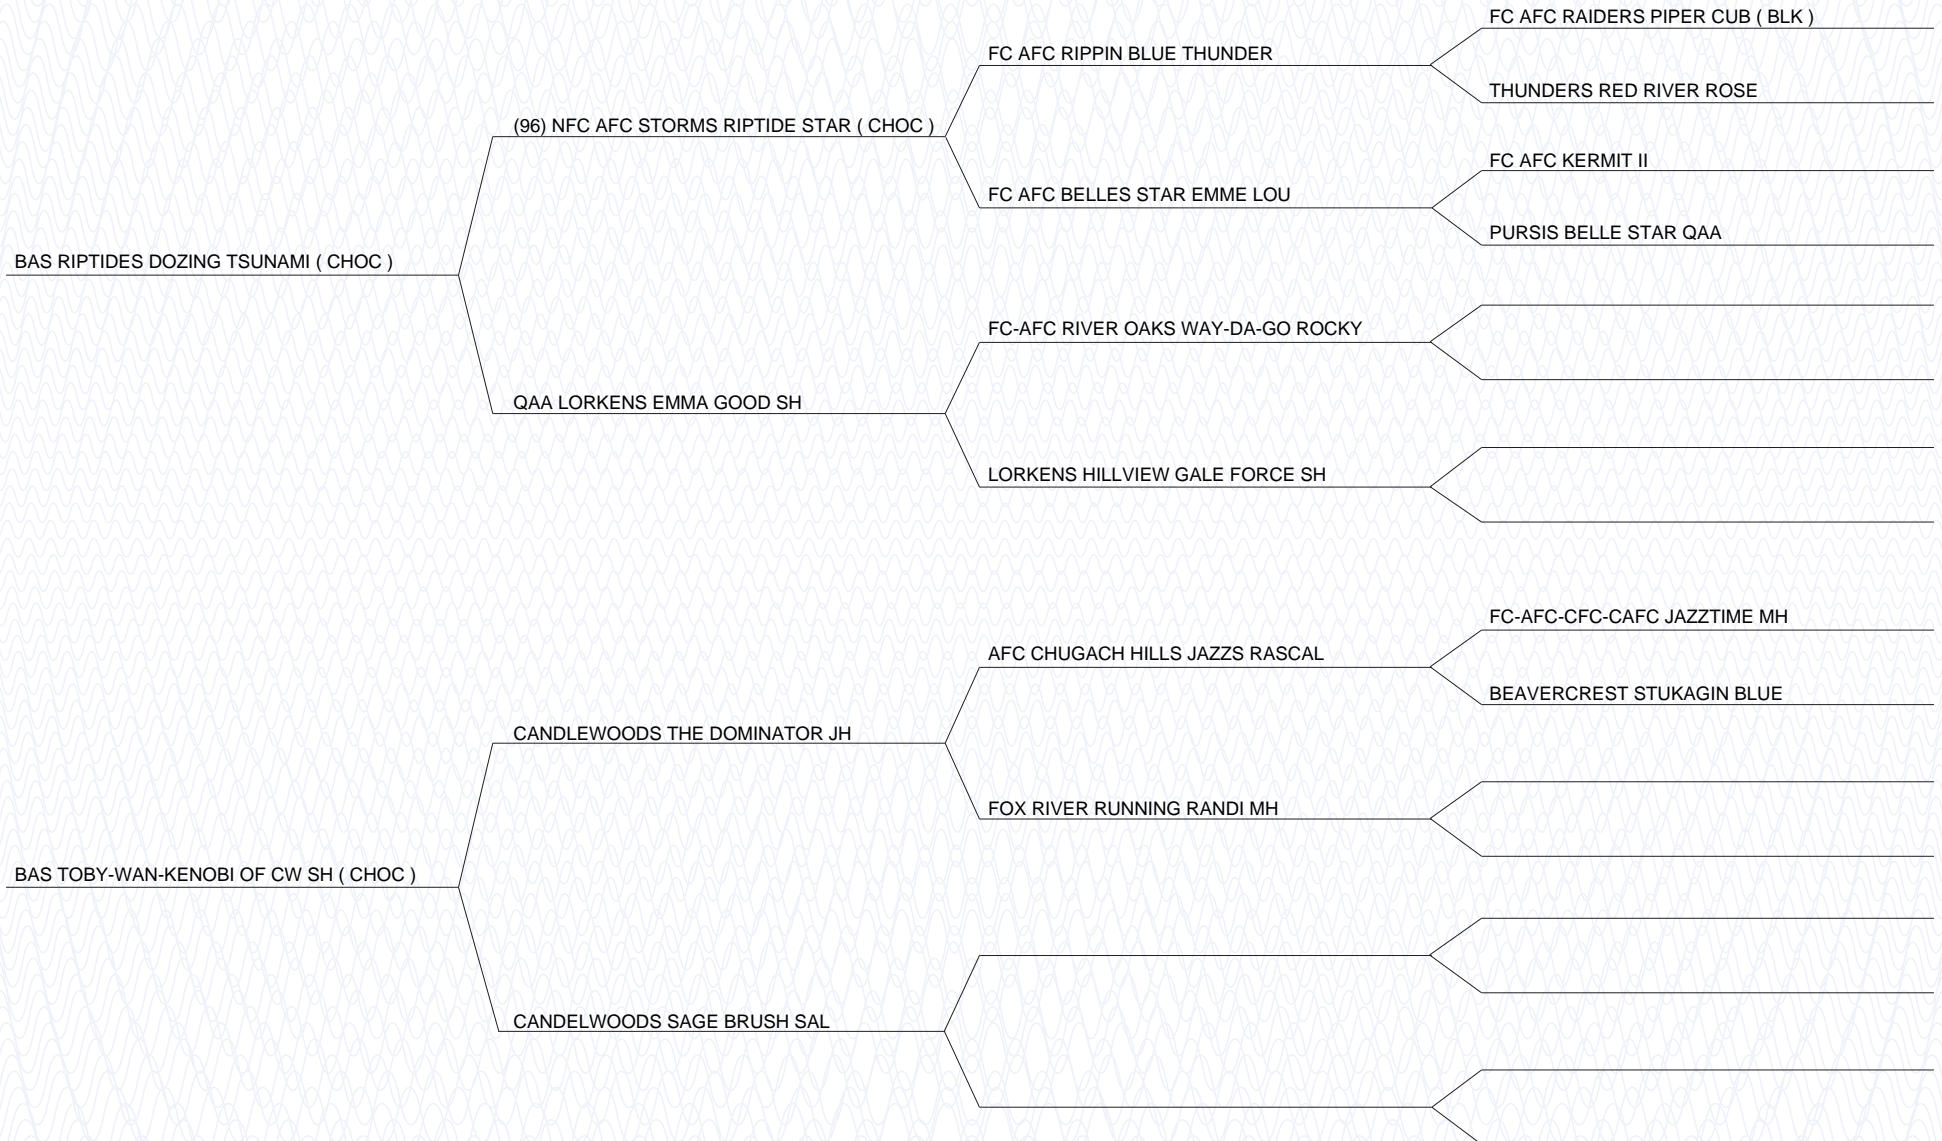 FC AFC RAIDERS PIPER CUB ( BLK )
FC AFC RIPPIN BLUE THUNDER
THUNDERS RED RIVER ROSE
(96) NFC AFC STORMS RIPTIDE STAR ( CHOC )
FC AFC KERMIT II
FC AFC BELLES STAR EMME LOU
PURSIS BELLE STAR QAA
BAS RIPTIDES DOZING TSUNAMI ( CHOC )
FC-AFC RIVER OAKS WAY-DA-GO ROCKY
QAA LORKENS EMMA GOOD SH
LORKENS HILLVIEW GALE FORCE SH
FC-AFC-CFC-CAFC JAZZTIME MH
AFC CHUGACH HILLS JAZZS RASCAL
BEAVERCREST STUKAGIN BLUE
CANDLEWOODS THE DOMINATOR JH
FOX RIVER RUNNING RANDI MH
BAS TOBY-WAN-KENOBI OF CW SH ( CHOC )
CANDELWOODS SAGE BRUSH SAL